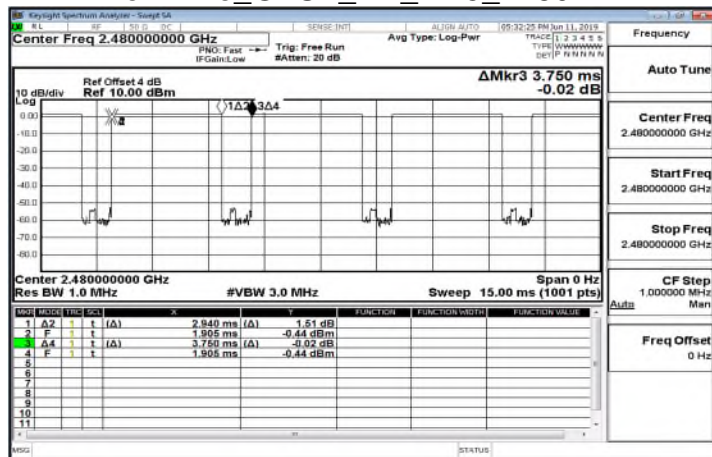 Keysight Spectrum Analyzer - Swept SA
RL RF 50 Ω DC SENSE:INT ALIGN AUTO 05:32:25 PM Jun 11, 2019
Center Freq 2.480000000 GHz
PNO: Fast
IFGain:Low
Trig: Free Run
#Atten: 20 dB
Avg Type: Log-Pwr
TRACE 1 2 3 4 5 6
TYPE WWWWWW
DET P N N N N N
Frequency
Ref Offset 4 dB
10 dB/div Ref 10.00 dBm
Log
ΔMkr3 3.750 ms
-0.02 dB
1Δ2 3Δ4
0.00
-10.0
-20.0
-30.0
-40.0
-50.0
-60.0
-70.0
-80.0
Center 2.480000000 GHz Span 0 Hz
Res BW 1.0 MHz #VBW 3.0 MHz Sweep 15.00 ms (1001 pts)
MKR MODE TRC SCL X Y FUNCTION FUNCTION WIDTH FUNCTION VALUE
1 Δ2 1 t (Δ) 2.940 ms (Δ) 1.51 dB
2 F 1 t 1.905 ms -0.44 dBm
3 Δ4 1 t (Δ) 3.750 ms (Δ) -0.02 dB
4 F 1 t 1.905 ms -0.44 dBm
5
6
7
8
9
10
11
MSG STATUS
Auto Tune
Center Freq
2.480000000 GHz
Start Freq
2.480000000 GHz
Stop Freq
2.480000000 GHz
CF Step
1.000000 MHz
Auto Man
Freq Offset
0 Hz